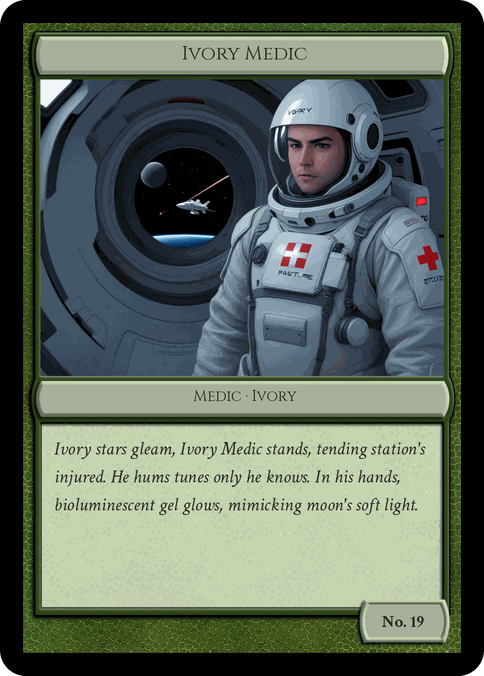 Ivory Medic
Medic · Ivory
Ivory stars gleam, Ivory Medic stands, tending station's
injured. He hums tunes only he knows. In his hands,
bioluminescent gel glows, mimicking moon's soft light.
No. 19